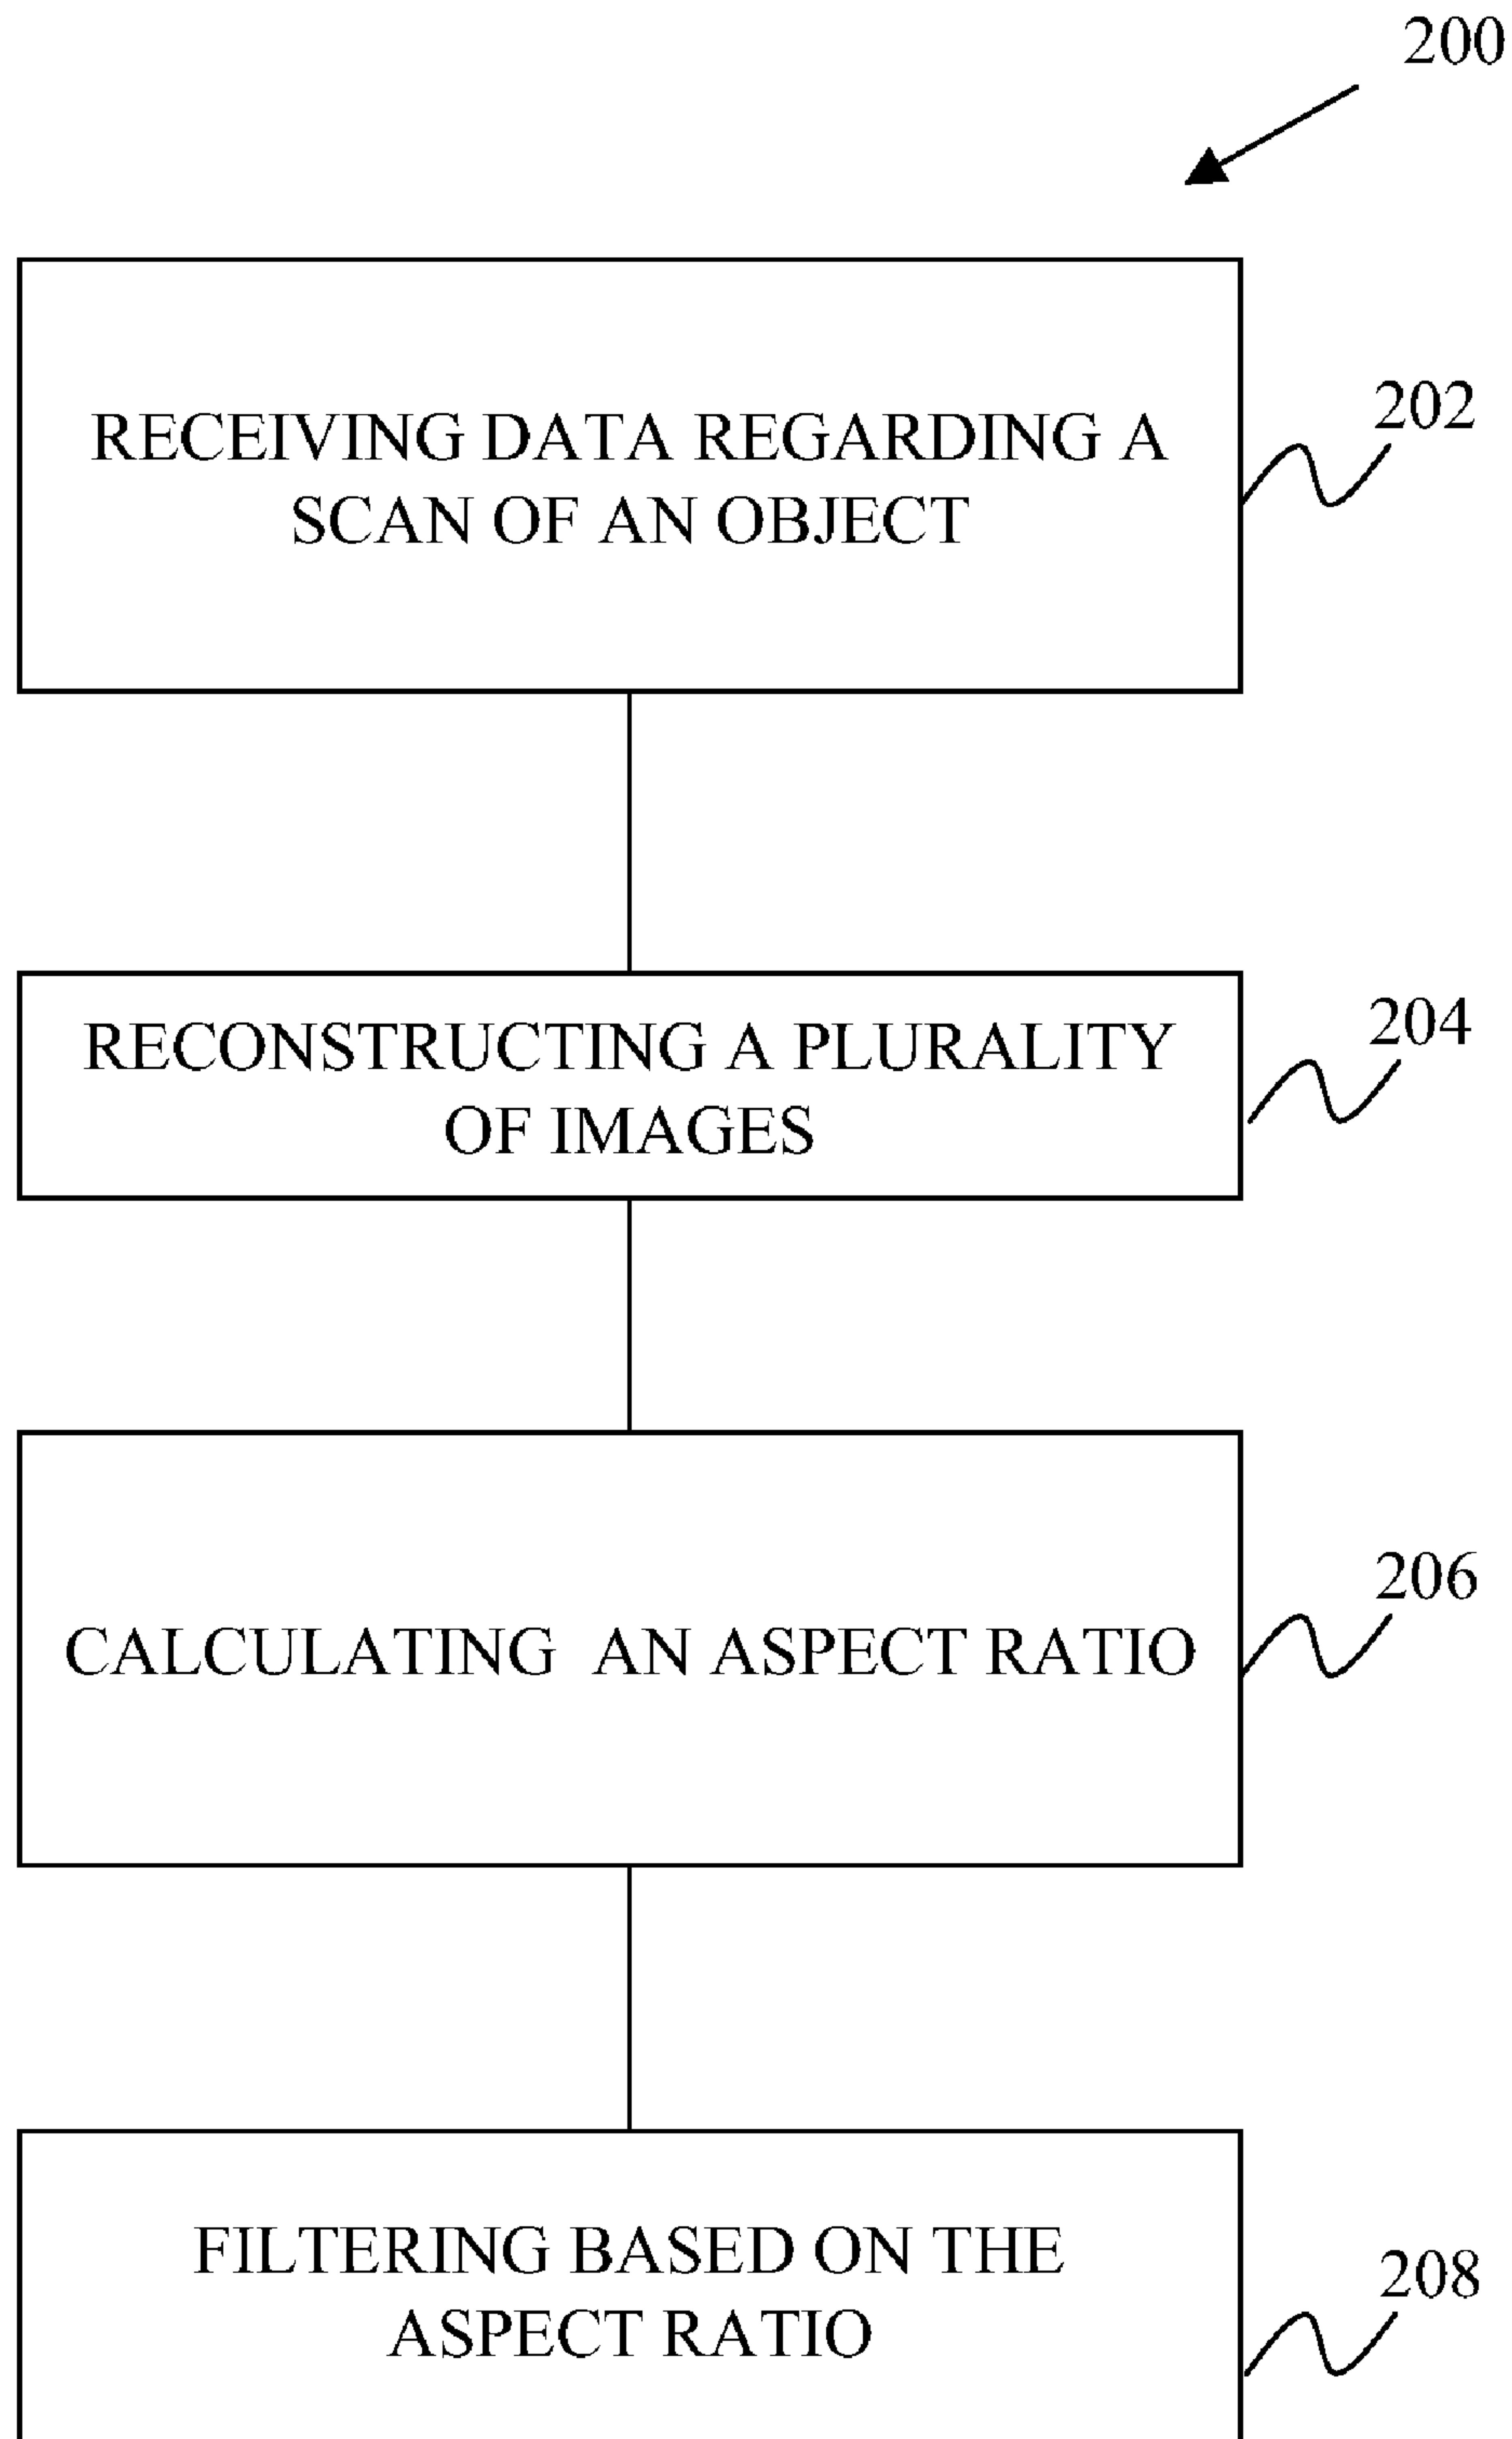 200
RECEIVING DATA REGARDING A
SCAN OF AN OBJECT
202
RECONSTRUCTING A PLURALITY
OF IMAGES
204
CALCULATING AN ASPECT RATIO
206
FILTERING BASED ON THE
ASPECT RATIO
208